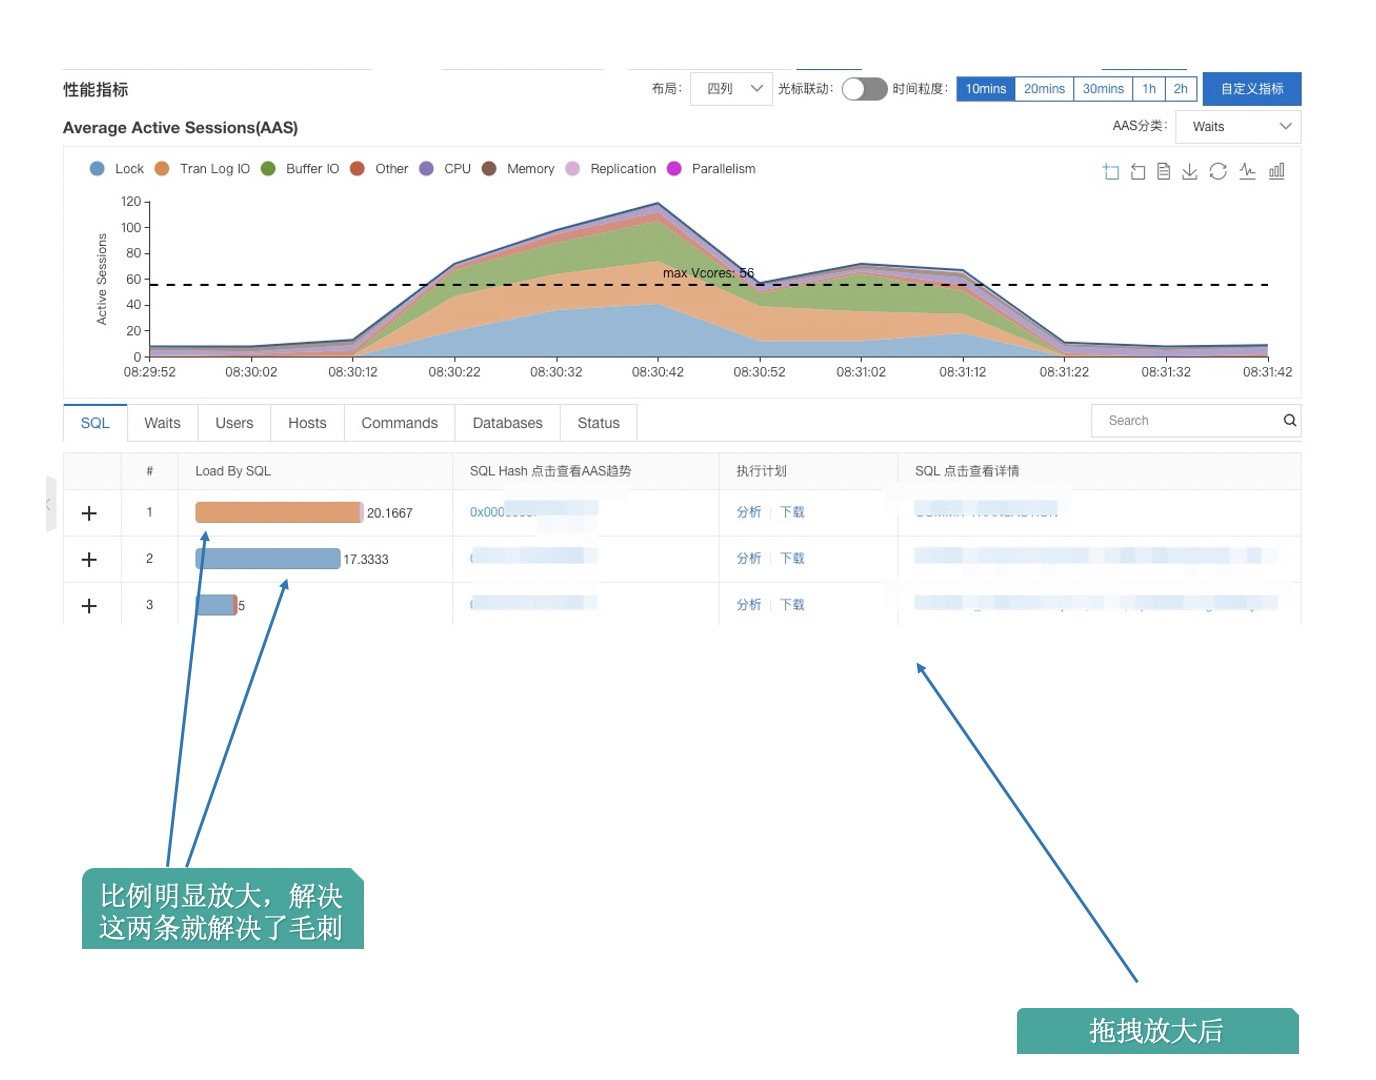 性能指标
布局： 四列 光标联动： 时间粒度： 10mins 20mins 30mins 1h 2h 自定义指标
Average Active Sessions(AAS)
AAS分类： Waits
Lock Tran Log IO Buffer IO Other CPU Memory Replication Parallelism
Active Sessions
120
100
80
60
40
20
0
max Vcores: 56
08:29:52 08:30:02 08:30:12 08:30:22 08:30:32 08:30:42 08:30:52 08:31:02 08:31:12 08:31:22 08:31:32 08:31:42
SQL Waits Users Hosts Commands Databases Status Search
# Load By SQL SQL Hash 点击查看AAS趋势 执行计划 SQL 点击查看详情
1 20.1667 0x000 分析 下载
2 17.3333 分析 下载
3 5 分析 下载
比例明显放大，解决
这两条就解决了毛刺
拖拽放大后